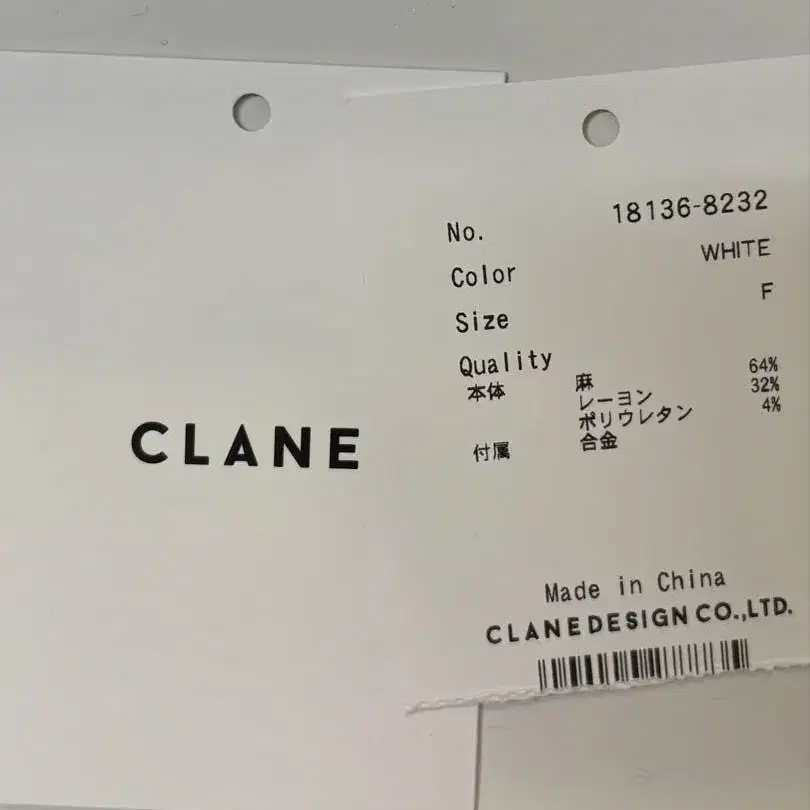 CLANE
No. 18136-8232
Color WHITE
Size F
Quality
本体 麻 64%
レーヨン 32%
ポリウレタン 4%
付属 合金
Made in China
CLANE DESIGN CO.,LTD.